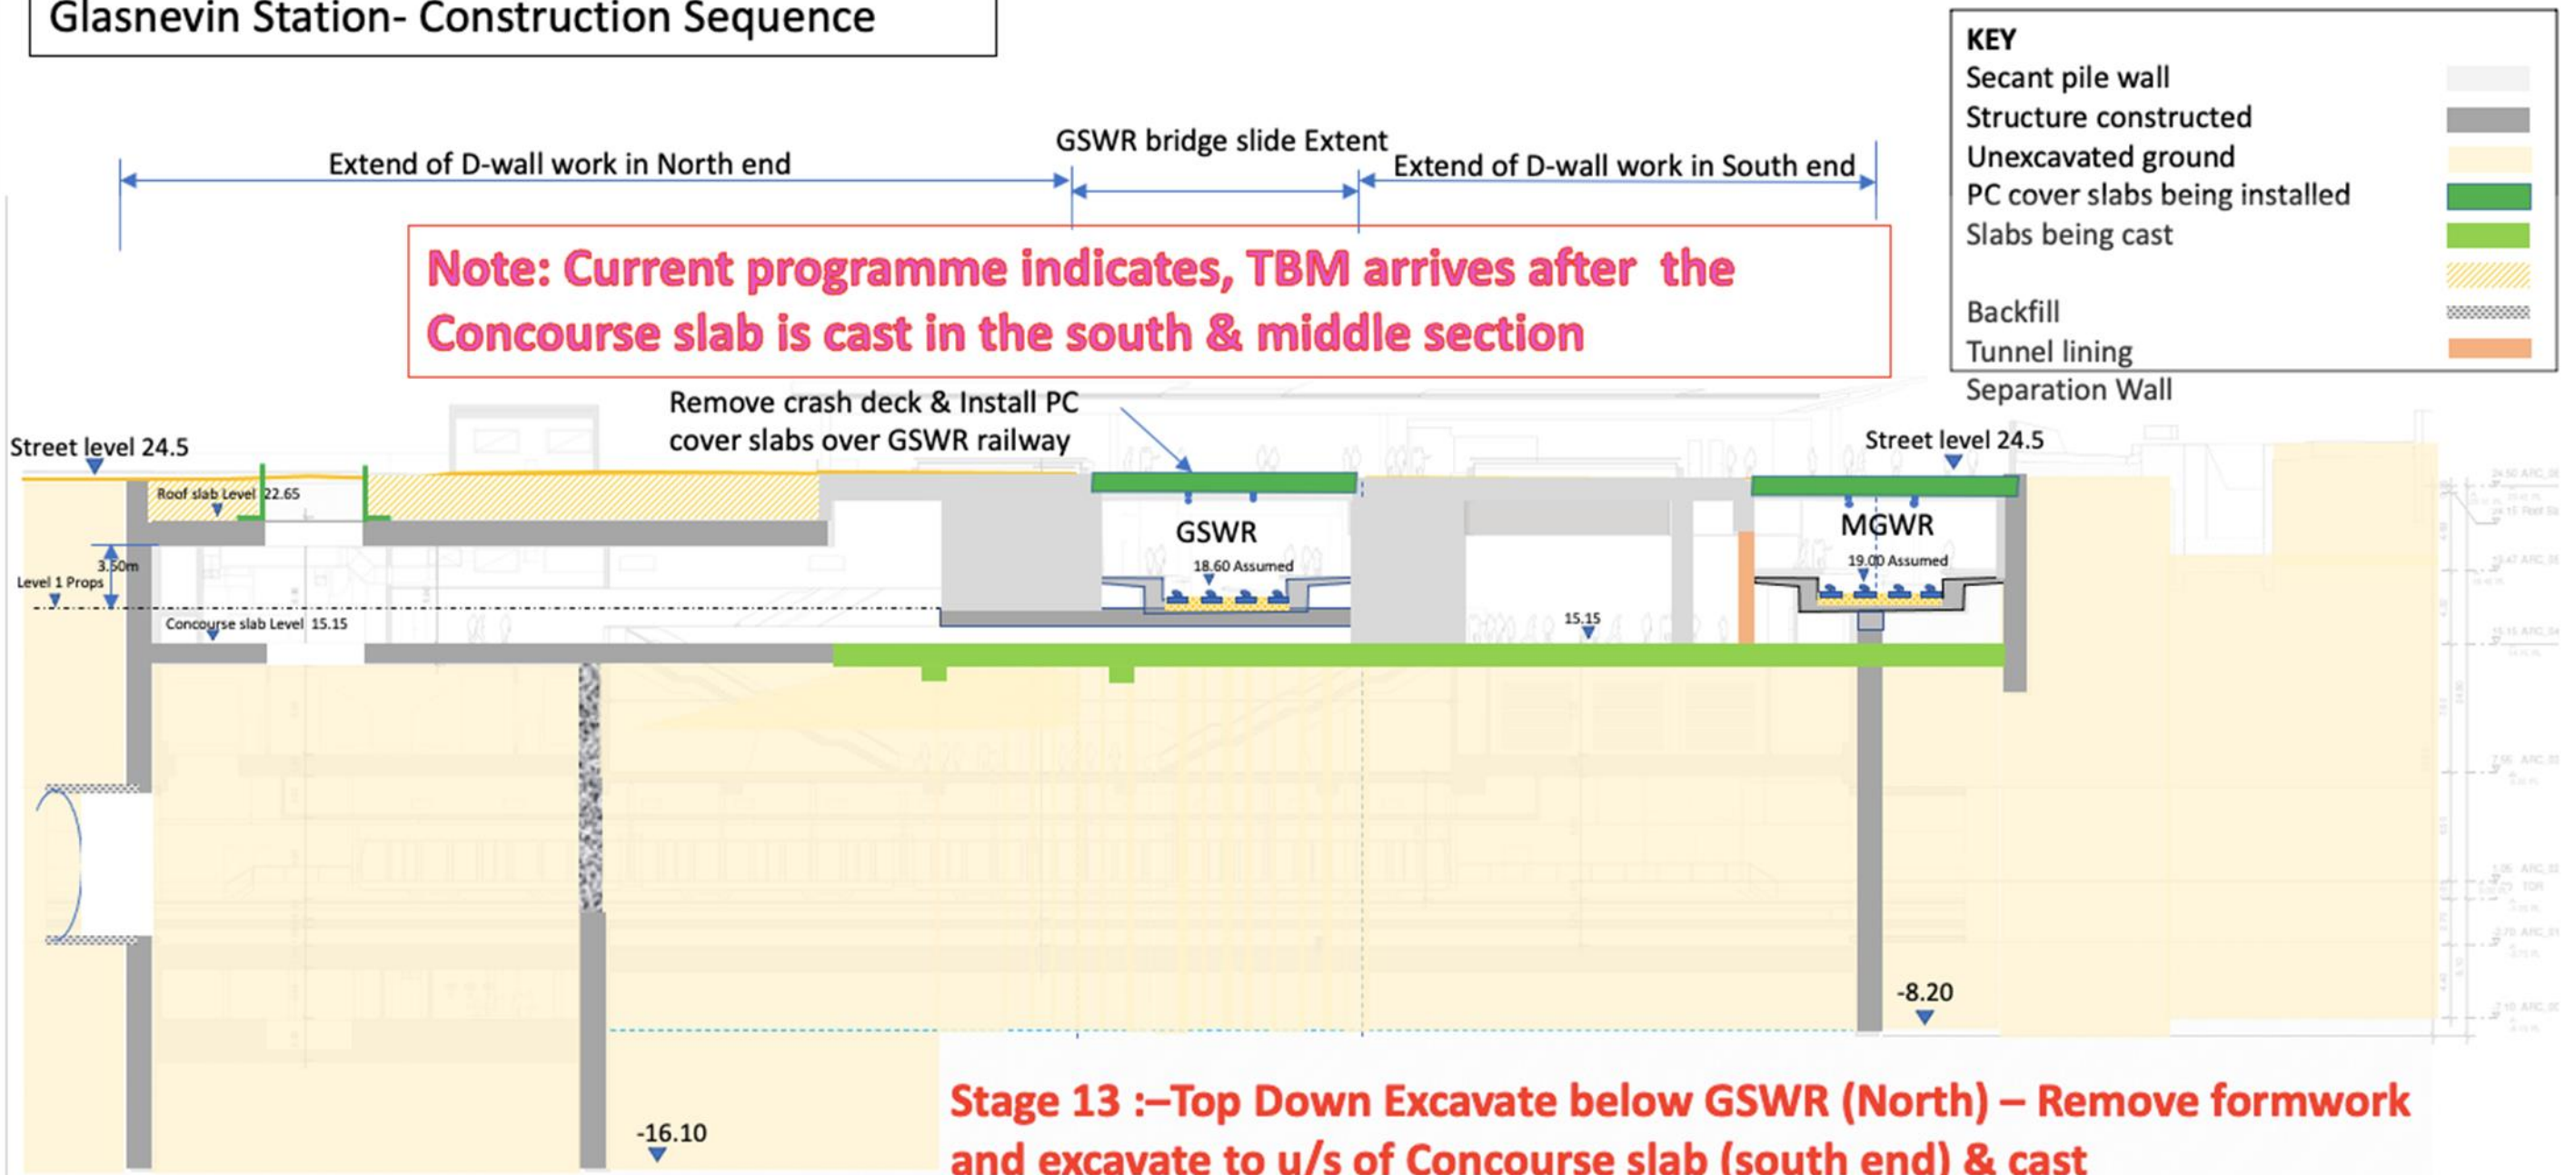 Glasnevin Station- Construction Sequence
KEY
Secant pile wall
Structure constructed
Unexcavated ground
PC cover slabs being installed
Slabs being cast
Backfill
Tunnel lining
Separation Wall
GSWR bridge slide Extent
Extend of D-wall work in North end
Extend of D-wall work in South end
Note: Current programme indicates, TBM arrives after the
Concourse slab is cast in the south & middle section
Remove crash deck & Install PC
cover slabs over GSWR railway
Street level 24.5
Street level 24.5
Roof slab Level 22.65
GSWR
MGWR
18.60 Assumed
19.00 Assumed
3.50m
Level 1 Props
Concourse slab Level 15.15
15.15
-8.20
-16.10
Stage 13 :–Top Down Excavate below GSWR (North) – Remove formwork
and excavate to u/s of Concourse slab (south end) & cast